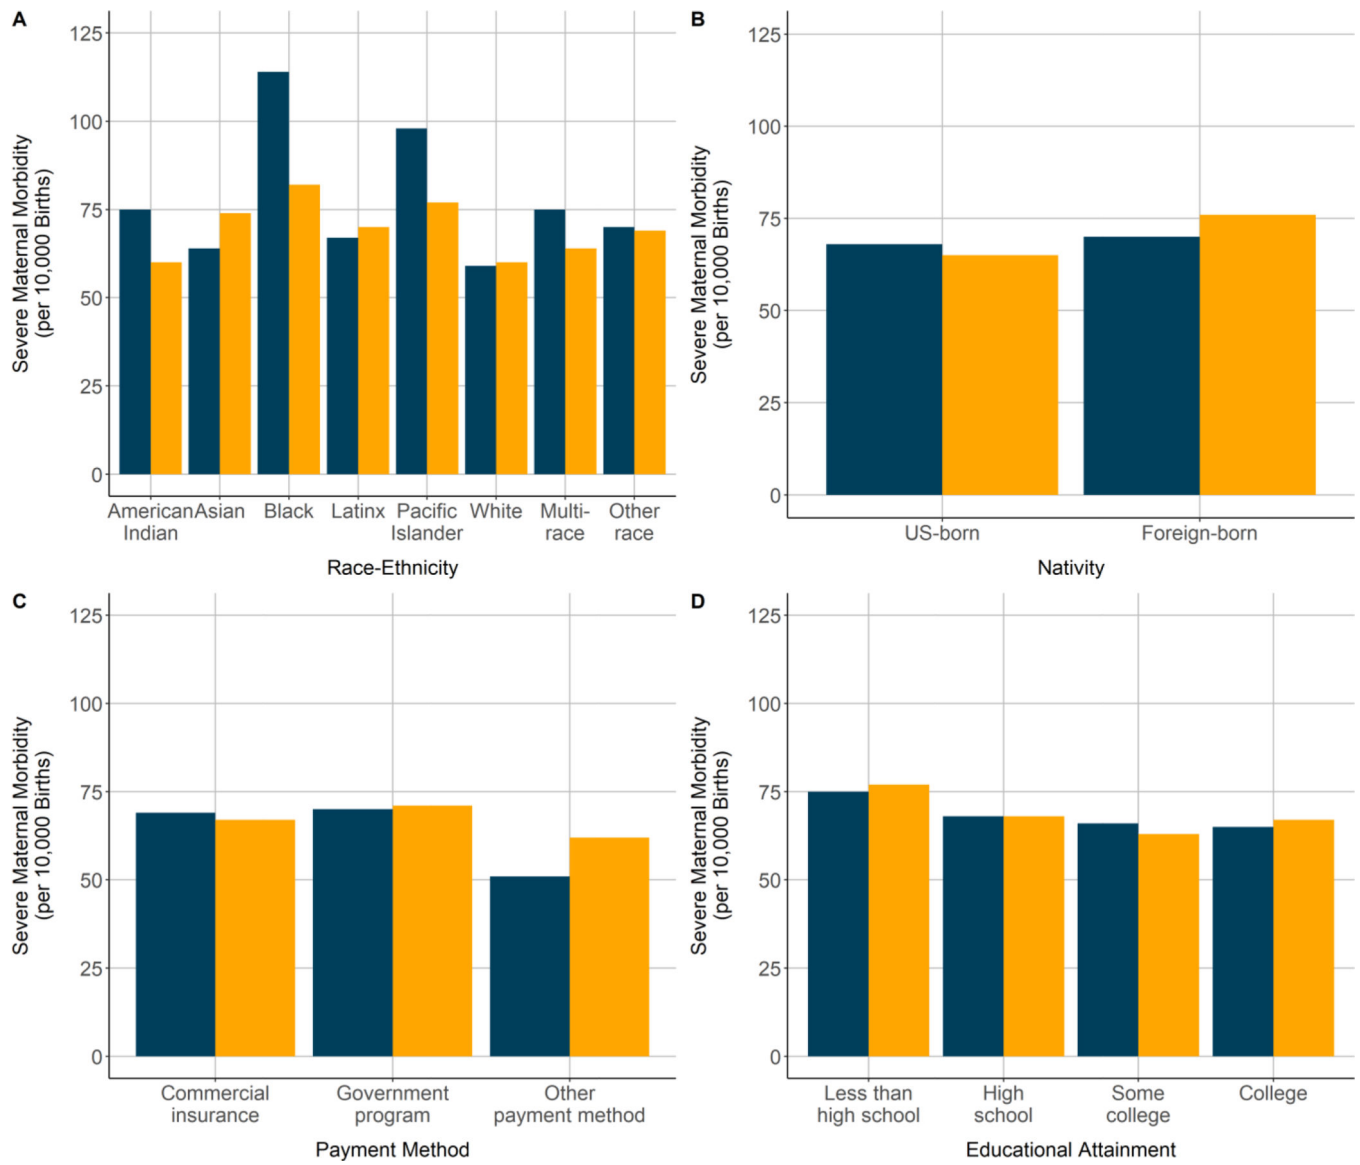 A
Severe Maternal Morbidity
(per 10,000 Births)
125
100
75
50
25
0
American Indian
Asian
Black
Latinx
Pacific Islander
White
Multi-
race
Other
race
Race-Ethnicity
B
Severe Maternal Morbidity
(per 10,000 Births)
125
100
75
50
25
0
US-born
Foreign-born
Nativity
C
Severe Maternal Morbidity
(per 10,000 Births)
125
100
75
50
25
0
Commercial
insurance
Government
program
Other
payment method
Payment Method
D
Severe Maternal Morbidity
(per 10,000 Births)
125
100
75
50
25
0
Less than
high school
High
school
Some
college
College
Educational Attainment